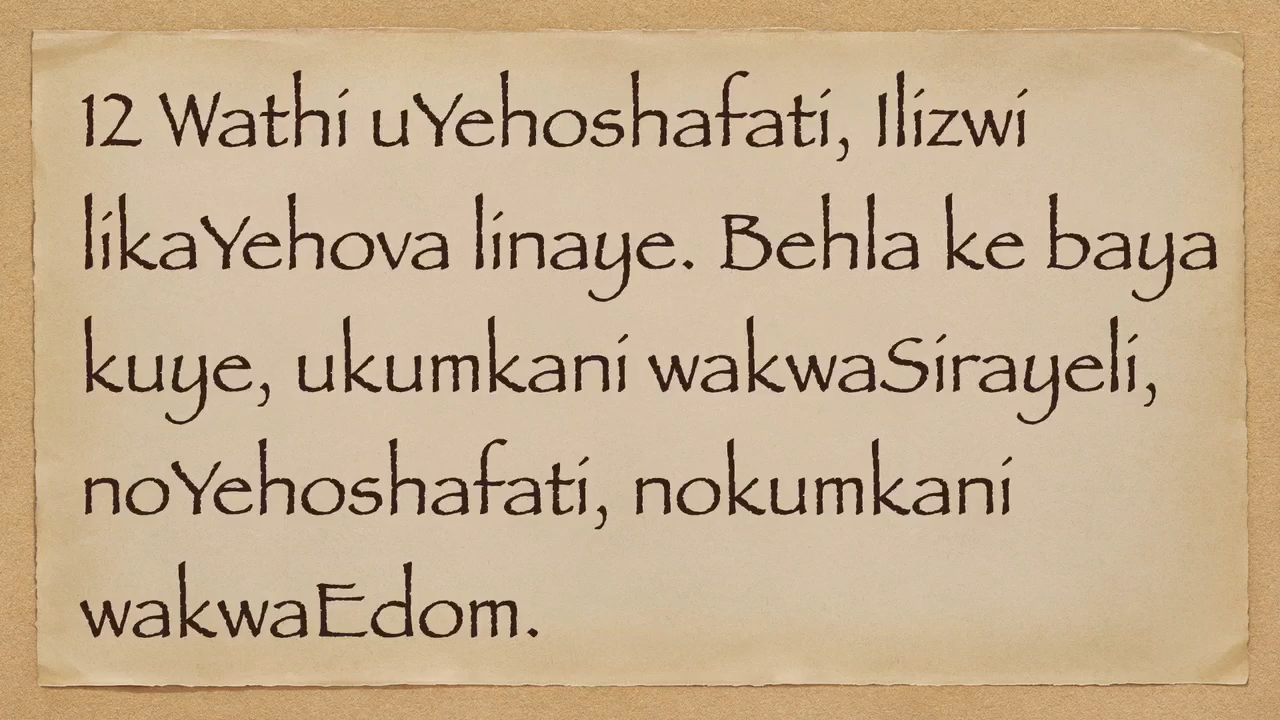 12 Wathi uYehoshafati, Ilizwi
likaYehova linaye. Behla ke baya
kuye, ukumkani wakwaSirayeli,
noYehoshafati, nokumkani
wakwaEdom.